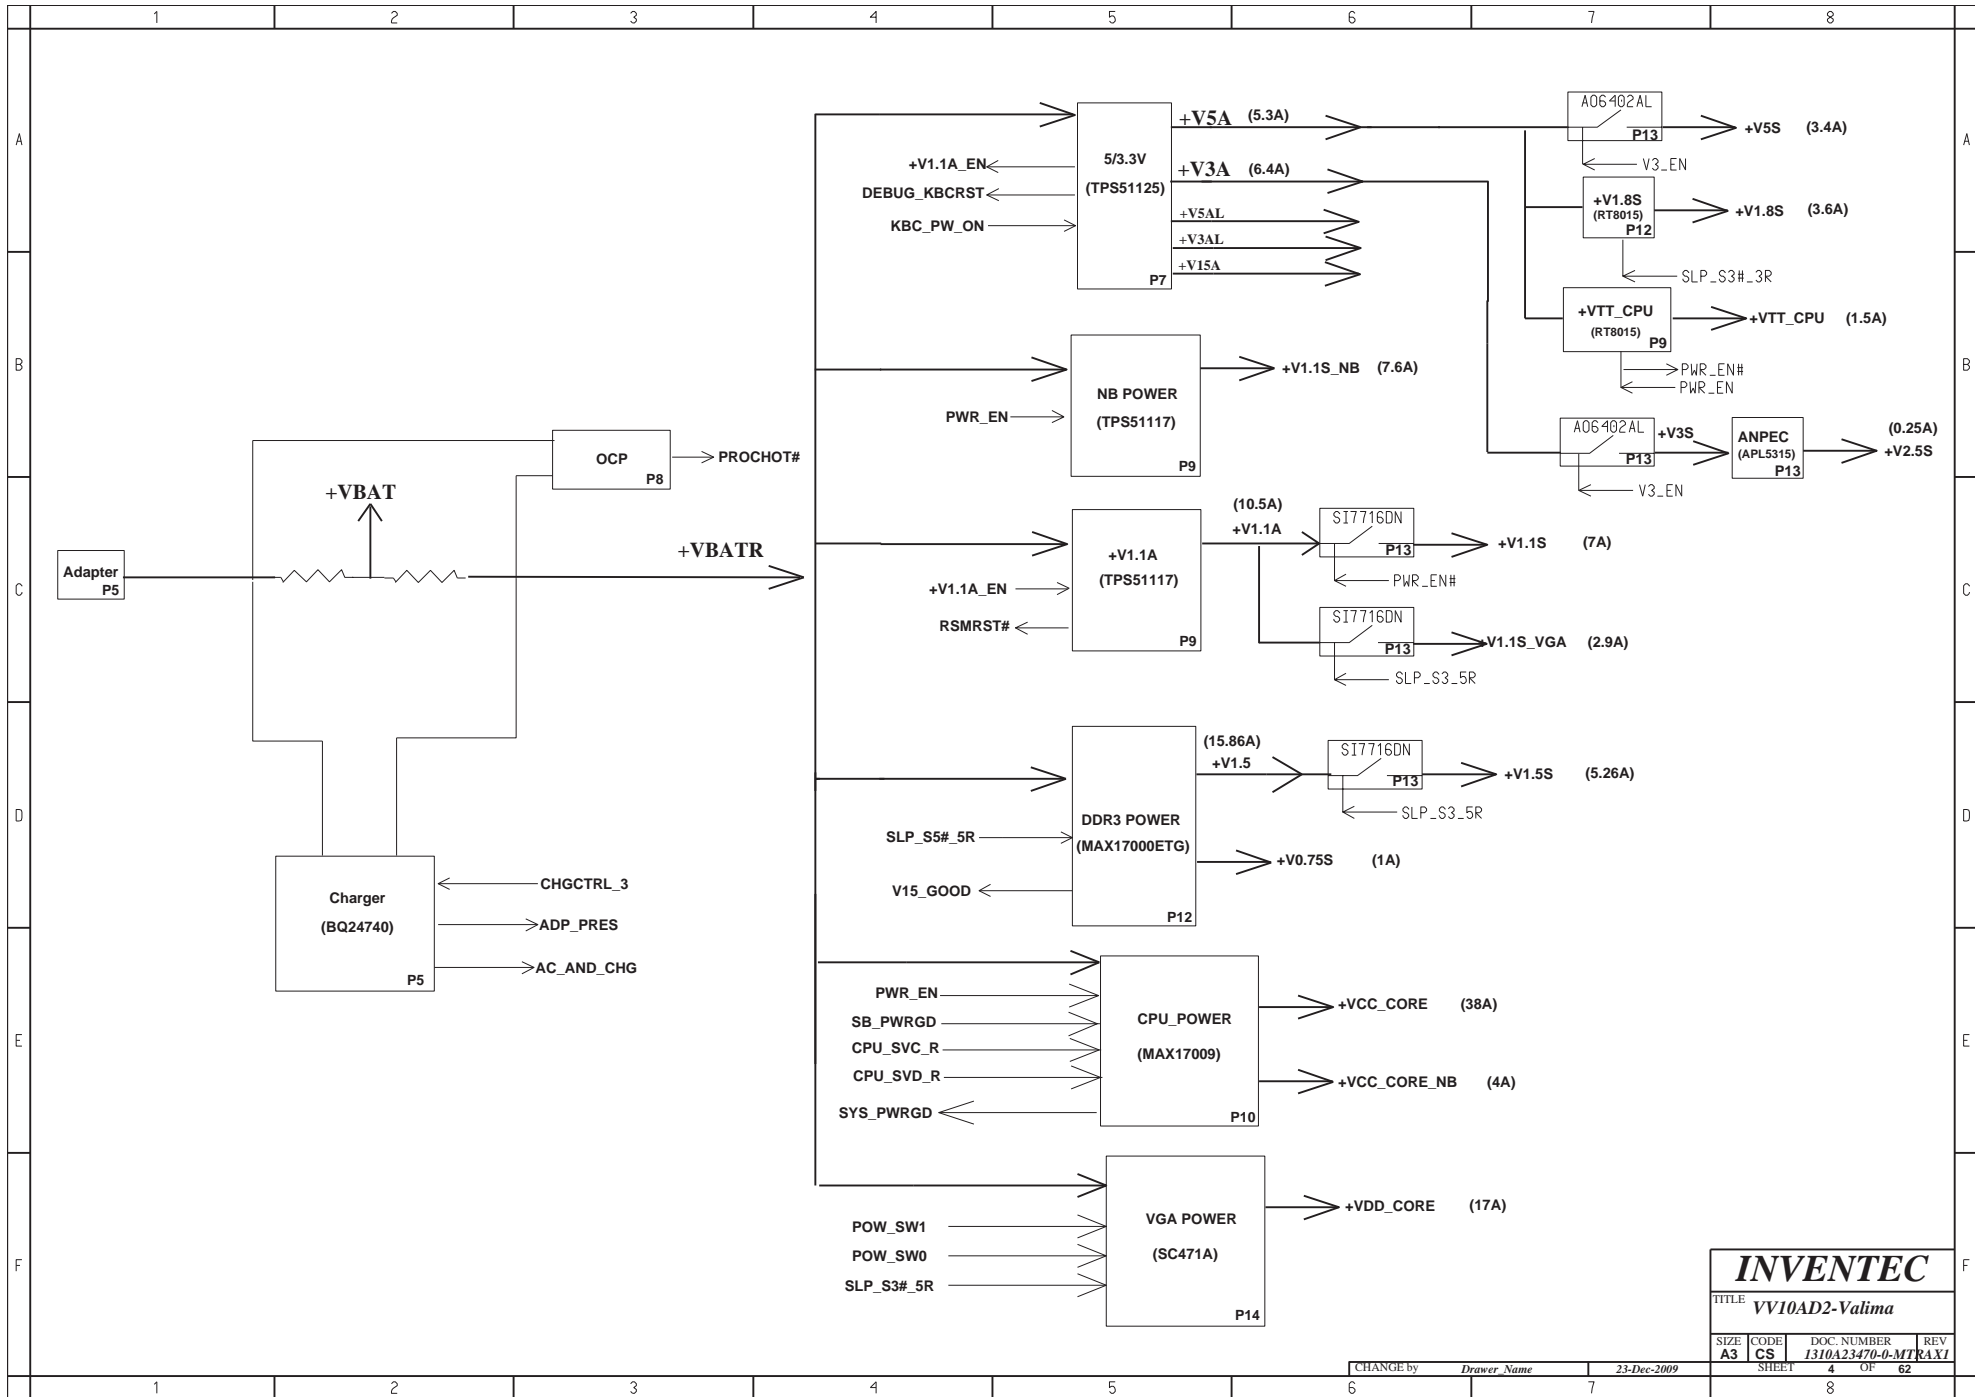 1 2 3 4 5 6 7 8
A
B
C
D
E
F
Adapter
P5
+VBAT
+VBATR
OCP
P8
PROCHOT#
Charger
(BQ24740)
P5
CHGCTRL_3
ADP_PRES
AC_AND_CHG
5/3.3V
(TPS51125)
P7
+V1.1A_EN
DEBUG_KBCRST
KBC_PW_ON
+V5A (5.3A)
+V3A (6.4A)
+V5AL
+V3AL
+V15A
AO6402AL
P13
V3_EN
+V5S (3.4A)
+V1.8S
(RT8015)
P12
SLP_S3#_3R
+V1.8S (3.6A)
+VTT_CPU
(RT8015)
P9
PWR_EN#
PWR_EN
+VTT_CPU (1.5A)
AO6402AL
P13
V3_EN
+V3S
ANPEC
(APL5315)
P13
(0.25A)
+V2.5S
NB POWER
(TPS51117)
P9
PWR_EN
+V1.1S_NB (7.6A)
+V1.1A
(TPS51117)
P9
+V1.1A_EN
RSMRST#
(10.5A)
+V1.1A
SI7716DN
P13
PWR_EN#
+V1.1S (7A)
SI7716DN
P13
SLP_S3_5R
+V1.1S_VGA (2.9A)
DDR3 POWER
(MAX17000ETG)
P12
SLP_S5#_5R
V15_GOOD
(15.86A)
+V1.5
SI7716DN
P13
SLP_S3_5R
+V1.5S (5.26A)
+V0.75S (1A)
CPU_POWER
(MAX17009)
P10
PWR_EN
SB_PWRGD
CPU_SVC_R
CPU_SVD_R
SYS_PWRGD
+VCC_CORE (38A)
+VCC_CORE_NB (4A)
VGA POWER
(SC471A)
P14
POW_SW1
POW_SW0
SLP_S3#_5R
+VDD_CORE (17A)
INVENTEC
TITLE VV10AD2-Valima
SIZE CODE DOC. NUMBER REV
A3 CS 1310A23470-0-MTR AX1
CHANGE by Drawer_Name 23-Dec-2009 SHEET 4 OF 62
A
B
C
D
E
F
1 2 3 4 6 7 8